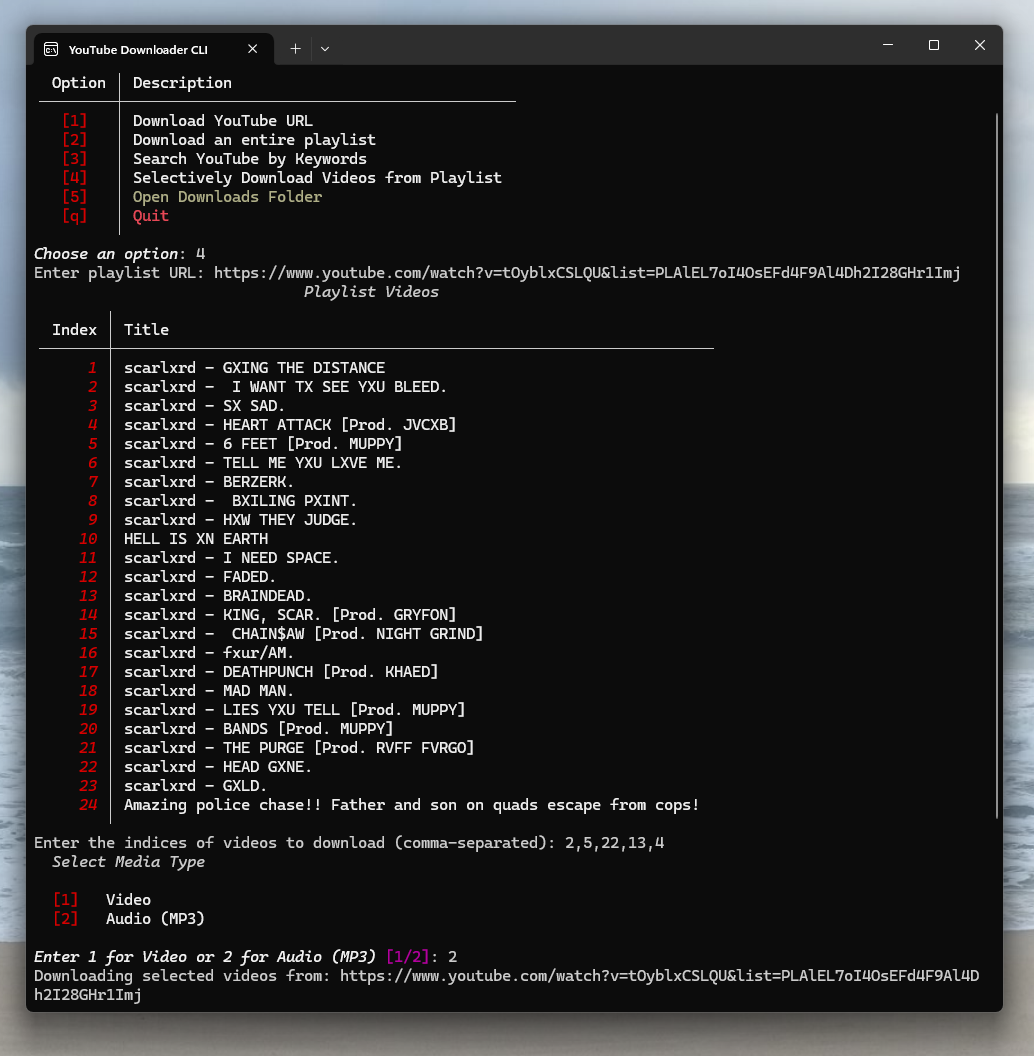 YouTube Downloader CLI
Option Description
[1] Download YouTube URL
[2] Download an entire playlist
[3] Search YouTube by Keywords
[4] Selectively Download Videos from Playlist
[5] Open Downloads Folder
[q] Quit
Choose an option: 4
Enter playlist URL: https://www.youtube.com/watch?v=tOyblxCSLQU&list=PLAlEL7oI4OsEFd4F9Al4Dh2I28GHr1Imj
Playlist Videos
Index Title
1 scarlxrd - GXING THE DISTANCE
2 scarlxrd -  I WANT TX SEE YXU BLEED.
3 scarlxrd - SX SAD.
4 scarlxrd - HEART ATTACK [Prod. JVCXB]
5 scarlxrd - 6 FEET [Prod. MUPPY]
6 scarlxrd - TELL ME YXU LXVE ME.
7 scarlxrd - BERZERK.
8 scarlxrd -  BXILING PXINT.
9 scarlxrd - HXW THEY JUDGE.
10 HELL IS XN EARTH
11 scarlxrd - I NEED SPACE.
12 scarlxrd - FADED.
13 scarlxrd - BRAINDEAD.
14 scarlxrd - KING, SCAR. [Prod. GRYFON]
15 scarlxrd -  CHAIN$AW [Prod. NIGHT GRIND]
16 scarlxrd - fxur/AM.
17 scarlxrd - DEATHPUNCH [Prod. KHAED]
18 scarlxrd - MAD MAN.
19 scarlxrd - LIES YXU TELL [Prod. MUPPY]
20 scarlxrd - BANDS [Prod. MUPPY]
21 scarlxrd - THE PURGE [Prod. RVFF FVRGO]
22 scarlxrd - HEAD GXNE.
23 scarlxrd - GXLD.
24 Amazing police chase!! Father and son on quads escape from cops!
Enter the indices of videos to download (comma-separated): 2,5,22,13,4
Select Media Type
[1] Video
[2] Audio (MP3)
Enter 1 for Video or 2 for Audio (MP3) [1/2]: 2
Downloading selected videos from: https://www.youtube.com/watch?v=tOyblxCSLQU&list=PLAlEL7oI4OsEFd4F9Al4D
h2I28GHr1Imj